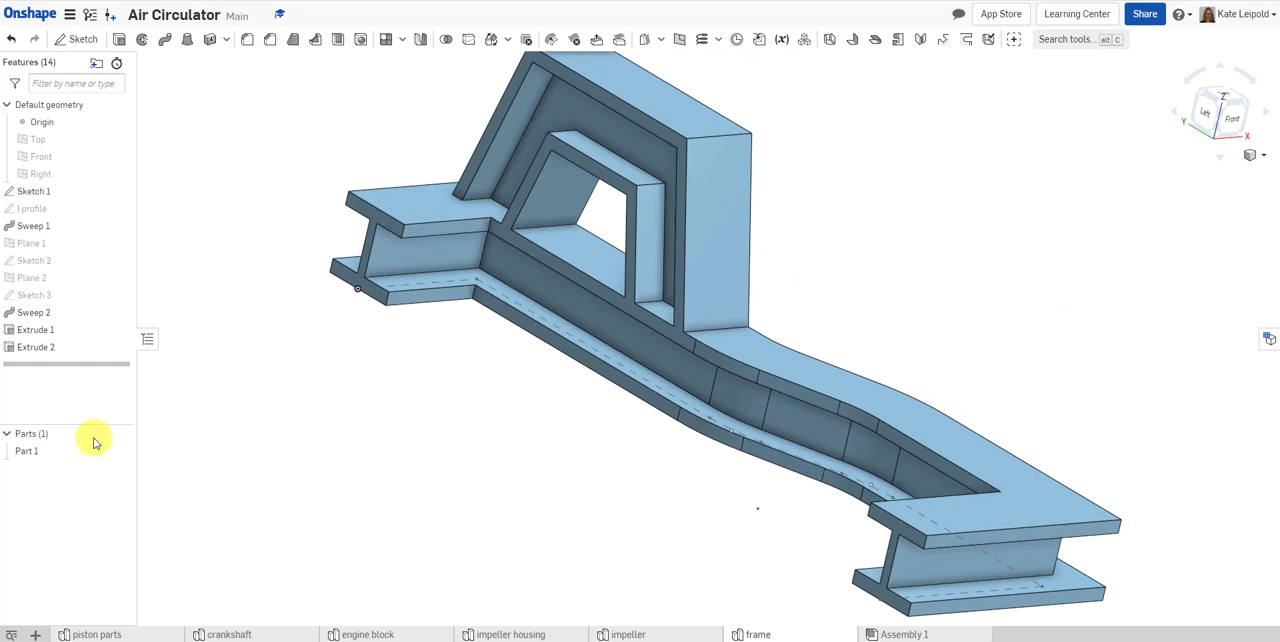 Onshape Air Circulator Main App Store Learning Center Share Kate Leipold
Sketch Search tools... alt C
Features (14)
Filter by name or type
Default geometry
Origin
Top
Front
Right
Sketch 1
I profile
Sweep 1
Plane 1
Sketch 2
Plane 2
Sketch 3
Sweep 2
Extrude 1
Extrude 2
Parts (1)
Part 1
Z
Left Front
Y X
piston parts crankshaft engine block impeller housing impeller frame Assembly 1